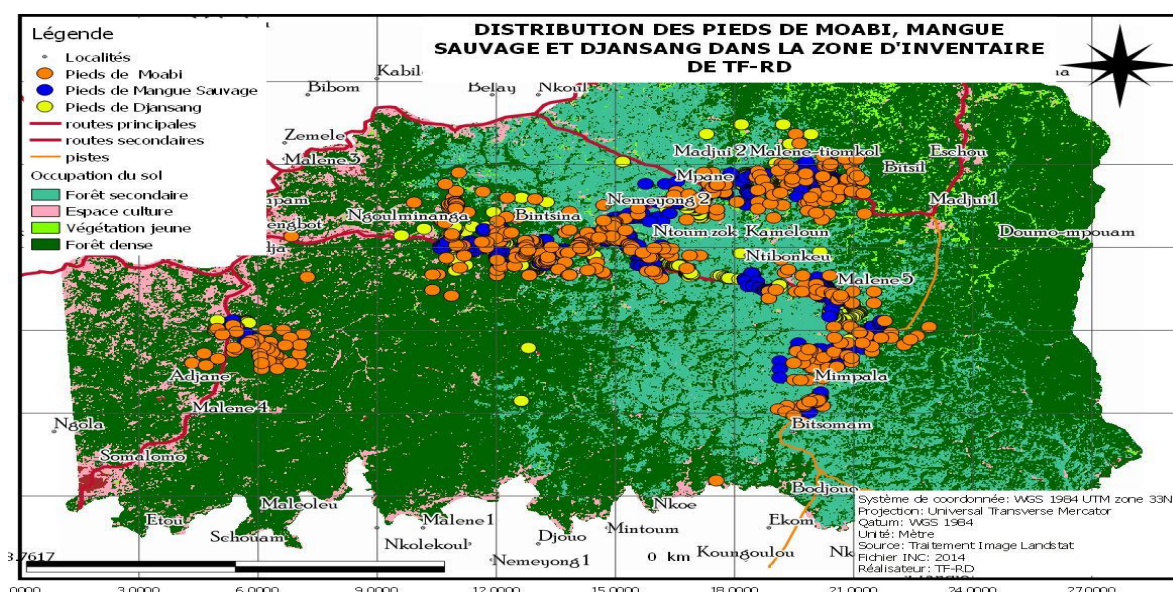 DISTRIBUTION DES PIEDS DE MOABI, MANGUE
SAUVAGE ET DJANSANG DANS LA ZONE D'INVENTAIRE
DE TF-RD
Légende
Localités
Pieds de Moabi
Pieds de Mangue Sauvage
Pieds de Djansang
routes principales
routes secondaires
pistes
Occupation du sol
Forêt secondaire
Espace culture
Végétation jeune
Forêt dense
Bibom
Belay
Zemele
Malene 3
Madjui 2
Malene-tiomkol
Eschou
Bitsil
Mpane
Madjui 1
Ngoulminanga
Bintsina
Nemeyong 2
Ntoumzok
Kaméloun
Doumo-mpouam
Ntibonkeu
Malene 5
Adjane
Mimpala
Malene 4
Bitsomam
Ngola
Somalomo
Bodjouo
Maleoleu
Nkoe
Etou
Malene 1
Mintoum
Ekom
Schouam
Nkolekoul
Djouo
Nemeyong 1
Koungoulou
0 km
Système de coordonnée: WGS 1984 UTM zone 33N
Projection: Universal Transverse Mercator
Qatum: WGS 1984
Unité: Mètre
Source: Traitement Image Landstat
Fichier INC: 2014
Réalisateur: TF-RD
3.0000 6.0000 9.0000 12.0000 15.0000 18.0000 21.0000 24.0000 27.0000